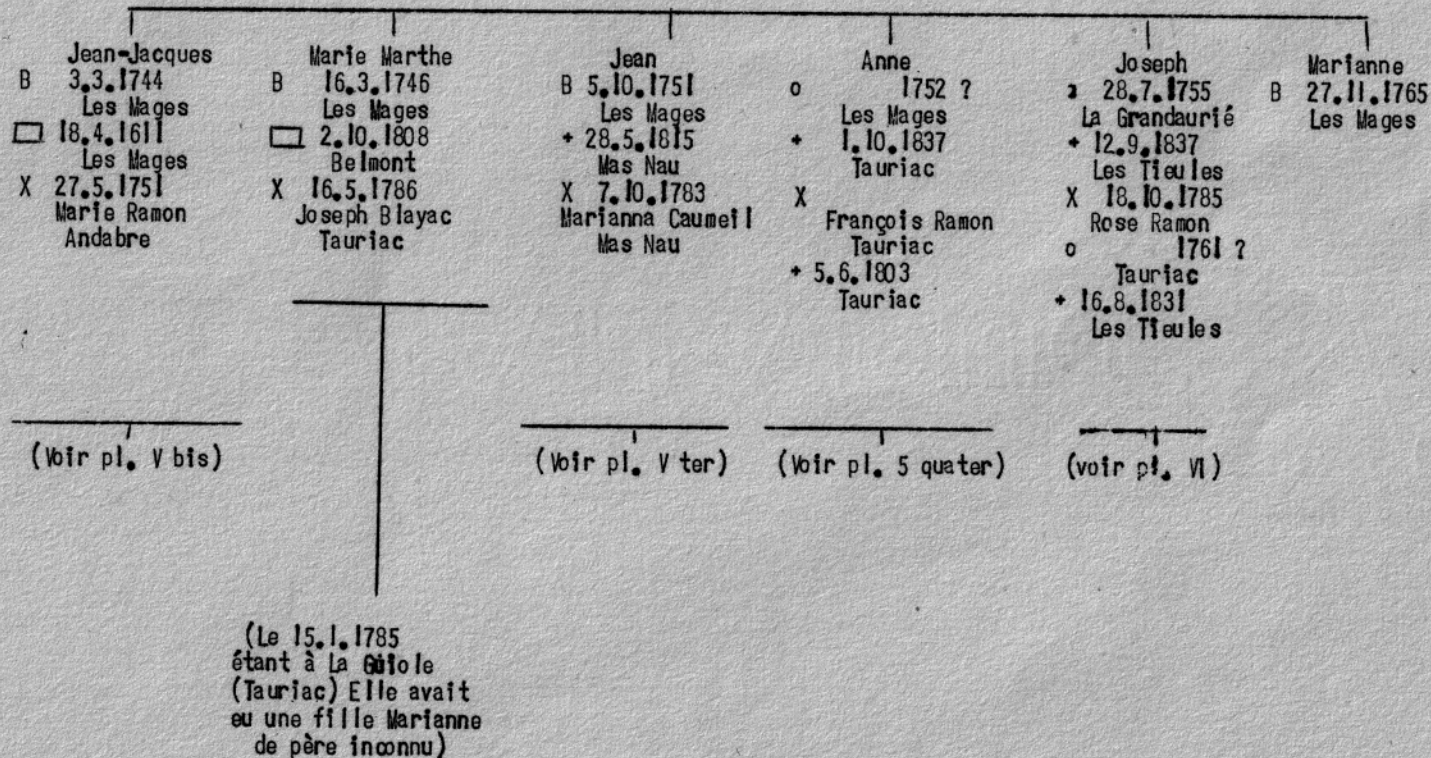 Jean-Jacques
B 3.3.1744
Les Mages
18.4.1611
Les Mages
X 27.5.1751
Marie Ramon
Andabre
(Voir pl. V bis)
Marie Marthe
B 16.3.1746
Les Mages
2.10.1808
Belmont
X 16.5.1786
Joseph Blayac
Tauriac
(Le 15.1.1785
étant à La
(Tauriac) Elle avait
eu une fille Marianne
de père inconnu)
Jean
B 5.10.1751
Les Mages
+ 28.5.1815
Mas Nau
X 7.10.1783
Marianna Caumeil
Mas Nau
(Voir pl. V ter)
Anne
o 1752 ?
Les Mages
+ 1.10.1837
Tauriac
X
François Ramon
Tauriac
+ 5.6.1803
Tauriac
(Voir pl. 5 quater)
Joseph
28.7.1755
La Grandaurié
+ 12.9.1837
Les Tieules
X 18.10.1785
Rose Ramon
o 1761 ?
Tauriac
+ 16.8.1831
Les Tieules
(voir pl. VI)
Marianne
B 27.11.1765
Les Mages